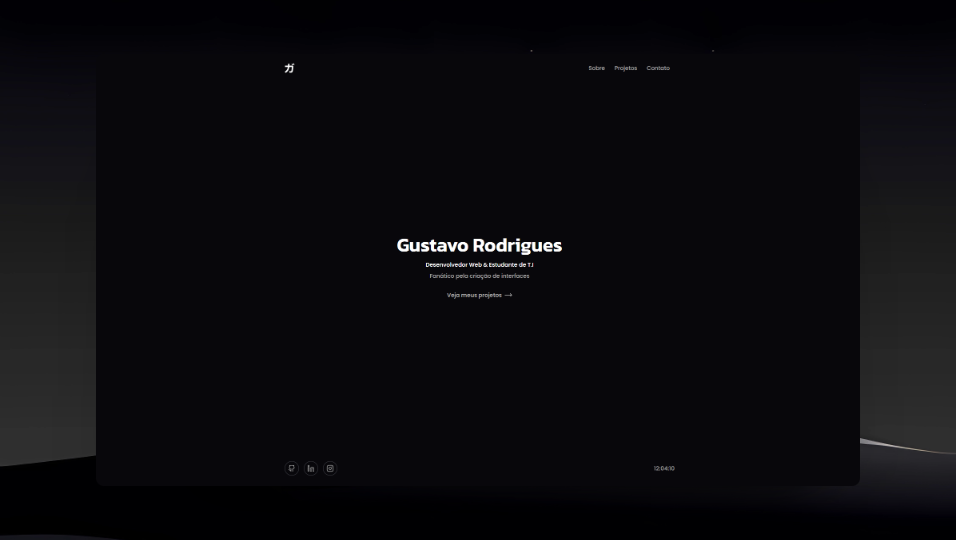 ガ
Sobre Projetos Contato
Gustavo Rodrigues
Desenvolvedor Web & Estudante de T.I
Fanático pela criação de interfaces
Veja meus projetos ⟶
12:04:10